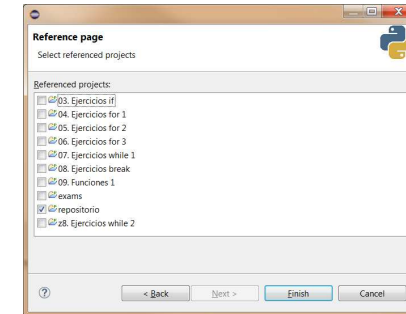 Reference page
Select referenced projects
Referenced projects:
03. Ejercicios if
04. Ejercicios for 1
05. Ejercicios for 2
06. Ejercicios for 3
07. Ejercicios while 1
08. Ejercicios break
09. Funciones 1
exams
repositorio
z8. Ejercicios while 2
?
< Back Next > Finish Cancel